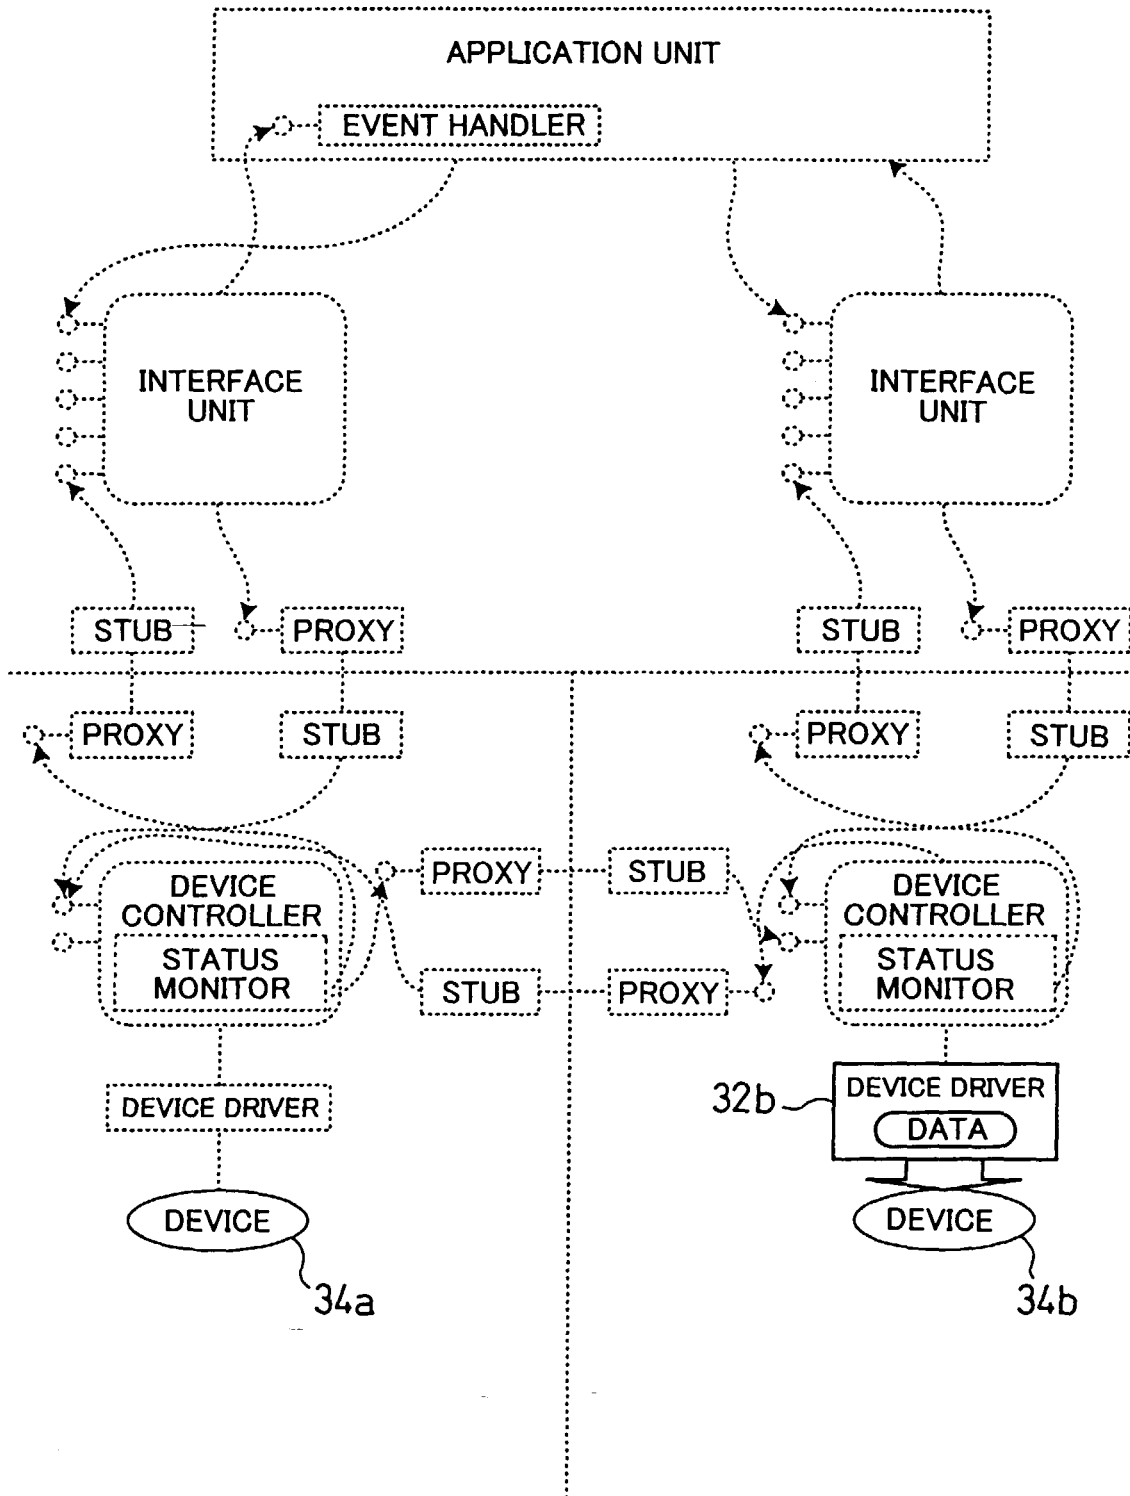 APPLICATION UNIT
EVENT HANDLER
INTERFACE
UNIT
INTERFACE
UNIT
STUB
PROXY
STUB
PROXY
PROXY
STUB
PROXY
STUB
DEVICE
CONTROLLER
STATUS
MONITOR
PROXY
STUB
STUB
PROXY
DEVICE
CONTROLLER
STATUS
MONITOR
DEVICE DRIVER
32b
DEVICE DRIVER
DATA
DEVICE
34a
DEVICE
34b